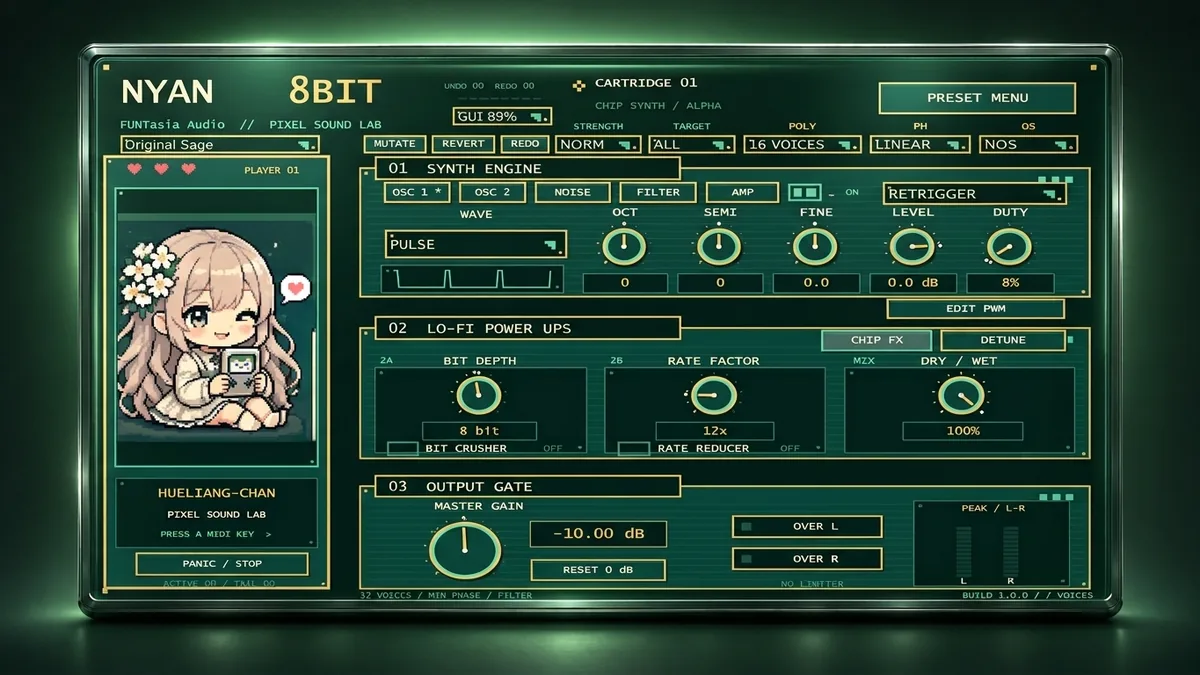 NYAN 8BIT
UNDO 00 REDO 00
CARTRIDGE 01
CHIP SYNTH / ALPHA
PRESET MENU
FUNTasia Audio // PIXEL SOUND LAB
GUI 89%
STRENGTH TARGET POLY PH OS
Original Sage
MUTATE REVERT REDO NORM ALL 16 VOICES LINEAR NOS
PLAYER 01
HUELIANG-CHAN
PIXEL SOUND LAB
PRESS A MIDI KEY >
PANIC / STOP
01 SYNTH ENGINE
OSC 1 * OSC 2 NOISE FILTER AMP ON RETRIGGER
WAVE OCT SEMI FINE LEVEL DUTY
PULSE
0 0 0.0 0.0 dB 8%
EDIT PWM
02 LO-FI POWER UPS
CHIP FX DETUNE
2A BIT DEPTH 2B RATE FACTOR MZX DRY / WET
8 bit 12x 100%
BIT CRUSHER OFF RATE REDUCER OFF
03 OUTPUT GATE
MASTER GAIN
-10.00 dB
RESET 0 dB
OVER L
OVER R
NO LIMITTER
PEAK / L-R
L R
32 VOICCS / MIN PNASE / FILTER
BUILD 1.0.0 / / VOICES